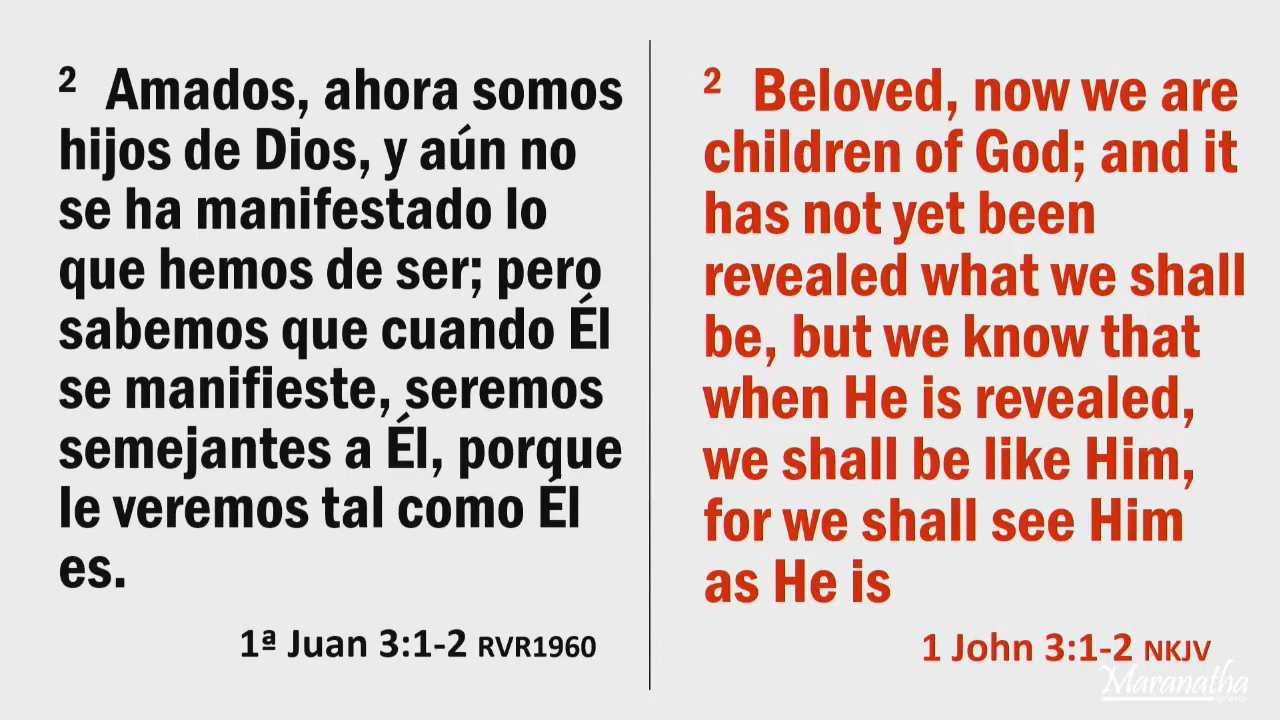 ² Amados, ahora somos
hijos de Dios, y aún no
se ha manifestado lo
que hemos de ser; pero
sabemos que cuando Él
se manifieste, seremos
semejantes a Él, porque
le veremos tal como Él
es.
1ª Juan 3:1-2 RVR1960
² Beloved, now we are
children of God; and it
has not yet been
revealed what we shall
be, but we know that
when He is revealed,
we shall be like Him,
for we shall see Him
as He is
1 John 3:1-2 NKJV
Maranatha